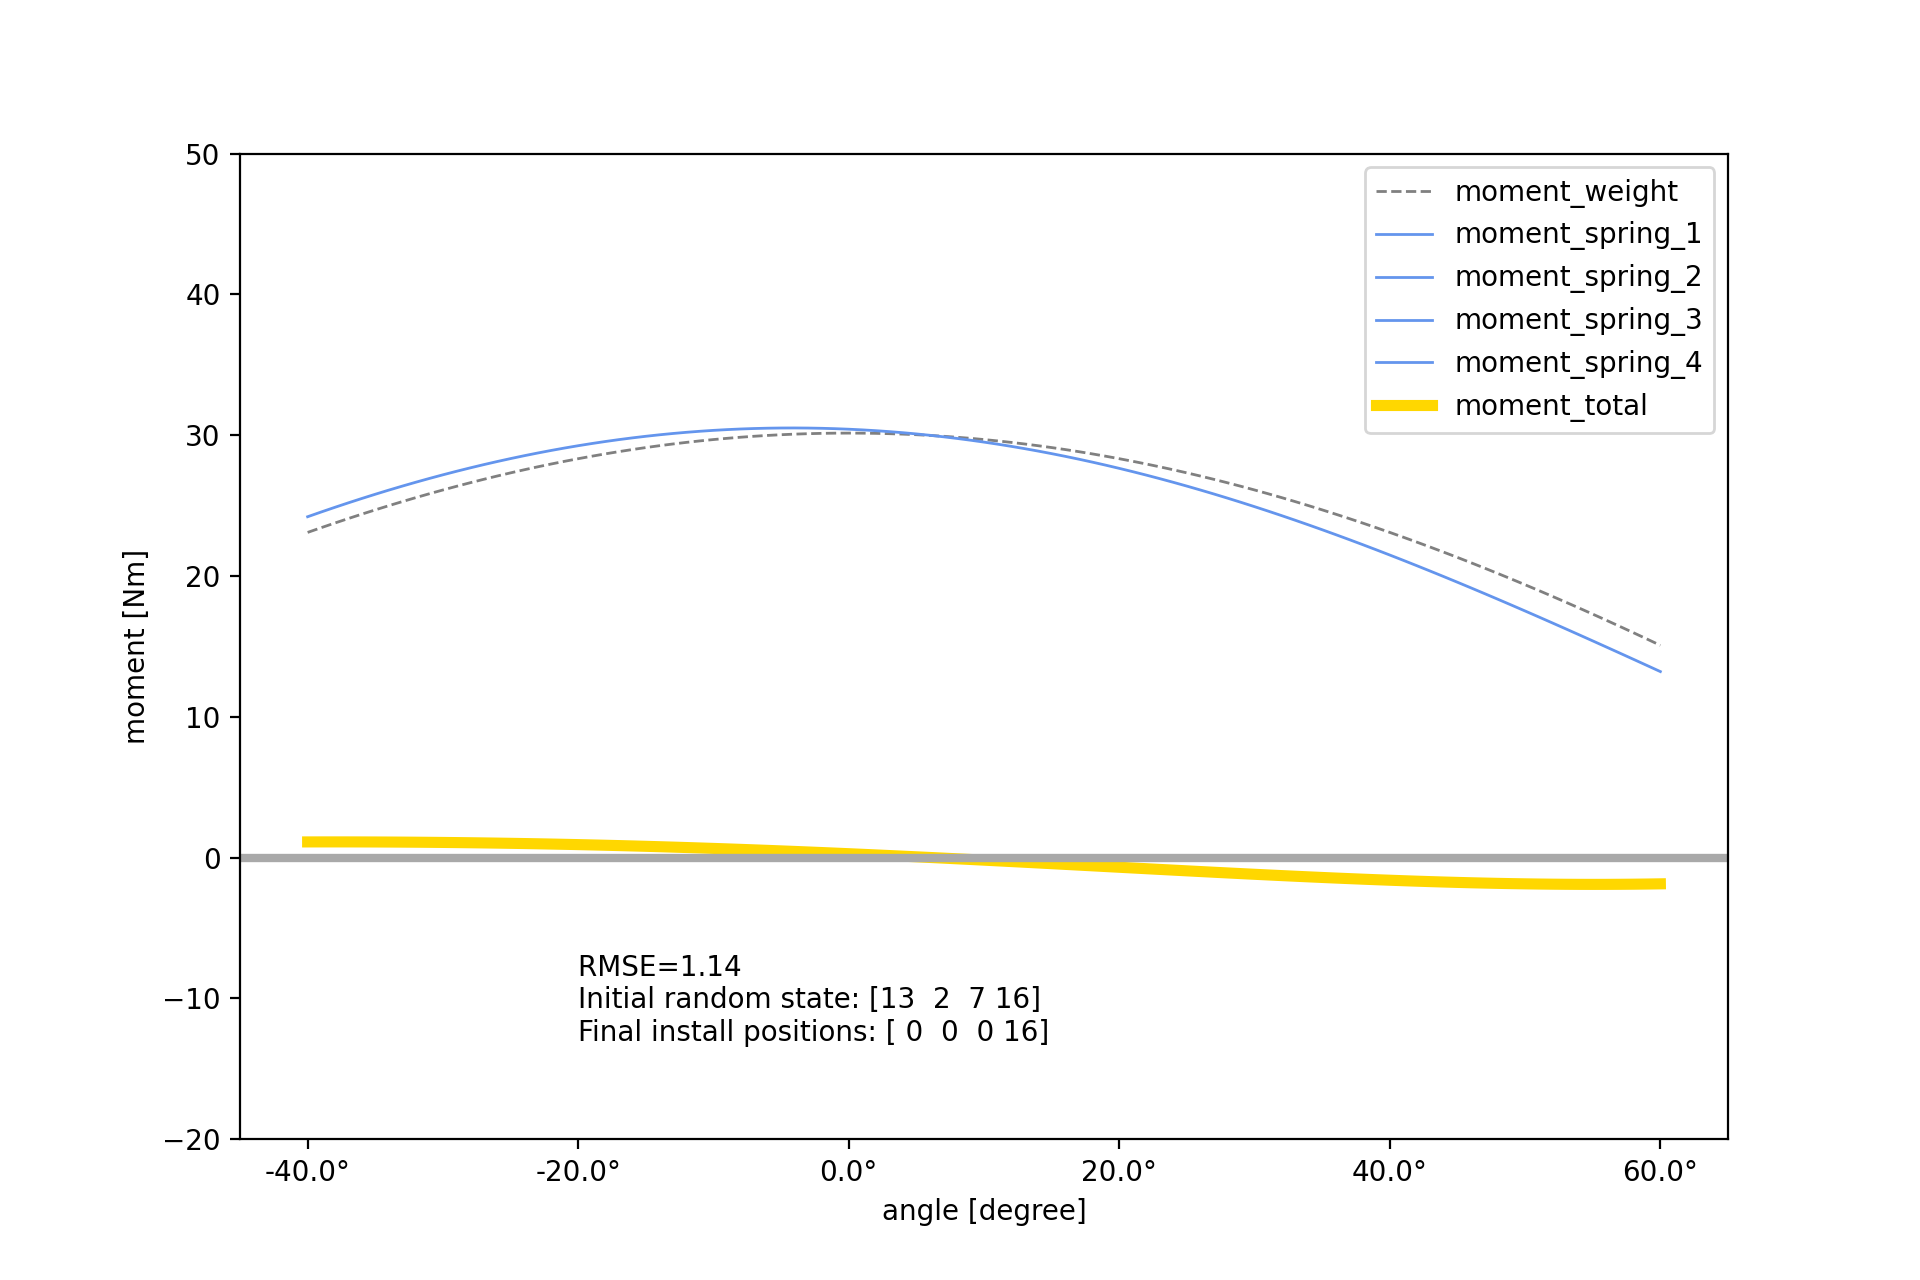 50
40
30
20
10
0
−10
−20
moment [Nm]
moment_weight
moment_spring_1
moment_spring_2
moment_spring_3
moment_spring_4
moment_total
RMSE=1.14
Initial random state: [13  2  7 16]
Final install positions: [ 0  0  0 16]
-40.0° -20.0° 0.0° 20.0° 40.0° 60.0°
angle [degree]